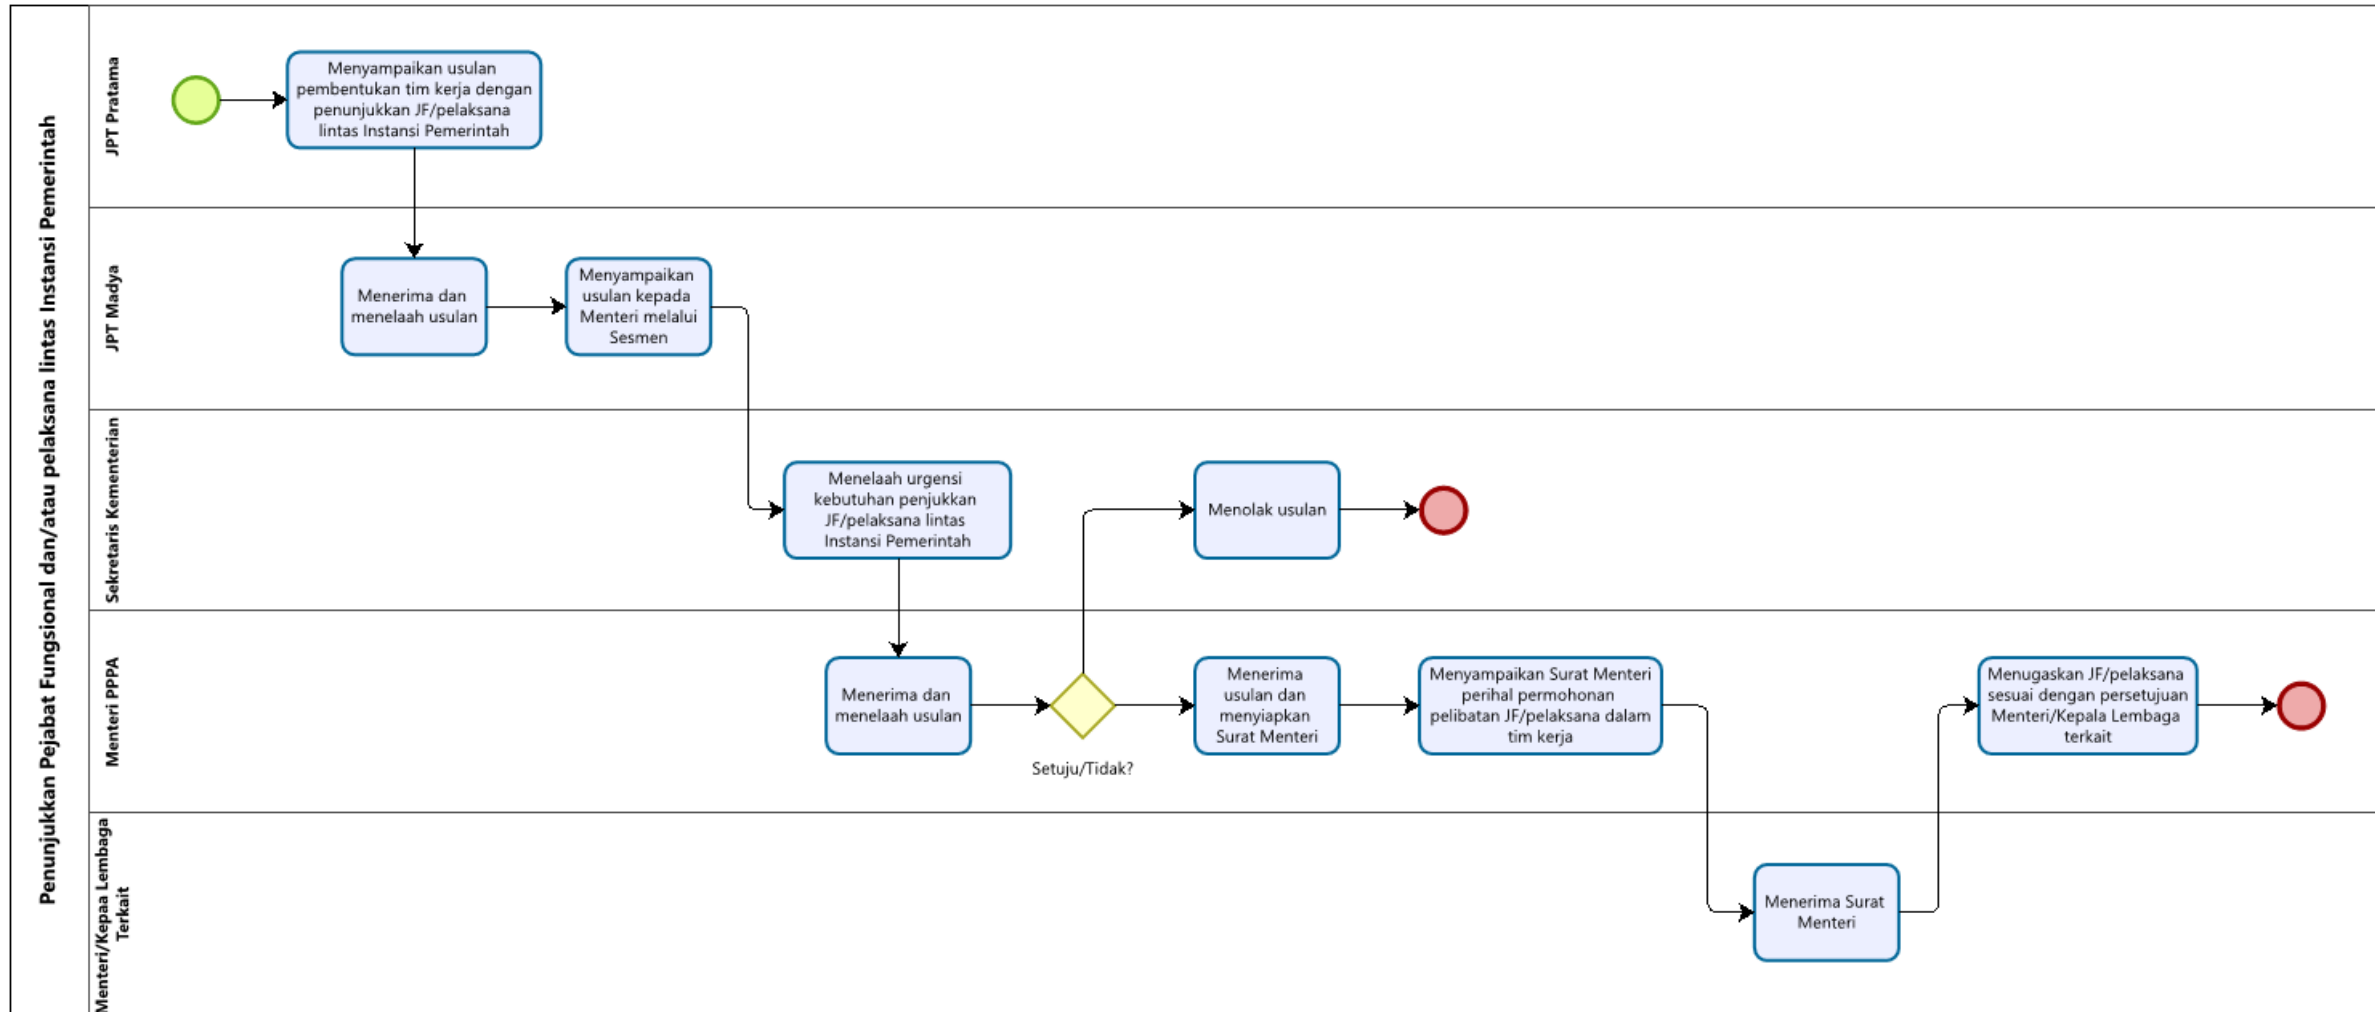 Penunjukkan Pejabat Fungsional dan/atau pelaksana lintas Instansi Pemerintah
JPT Pratama
Menyampaikan usulan
pembentukan tim kerja dengan
penunjukkan JF/pelaksana
lintas Instansi Pemerintah
JPT Madya
Menerima dan
menelaah usulan
Menyampaikan
usulan kepada
Menteri melalui
Sesmen
Sekretaris Kementerian
Menelaah urgensi
kebutuhan penjukkan
JF/pelaksana lintas
Instansi Pemerintah
Menolak usulan
Menteri PPPA
Menerima dan
menelaah usulan
Setuju/Tidak?
Menerima
usulan dan
menyiapkan
Surat Menteri
Menyampaikan Surat Menteri
perihal permohonan
pelibatan JF/pelaksana dalam
tim kerja
Menugaskan JF/pelaksana
sesuai dengan persetujuan
Menteri/Kepala Lembaga
terkait
Menteri/Kepaa Lembaga
Terkait
Menerima Surat
Menteri